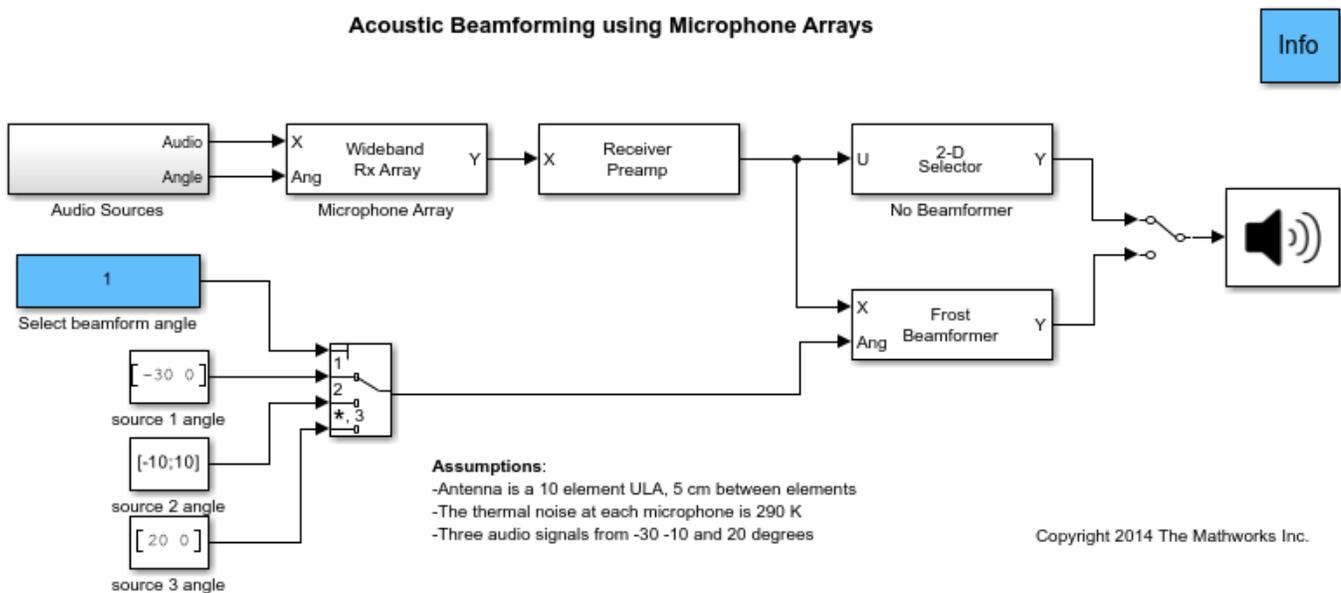 Acoustic Beamforming using Microphone Arrays
Info
Audio
Angle
Audio Sources
X
Ang
Wideband
Rx Array
Y
Microphone Array
X
Receiver
Preamp
U
2-D
Selector
Y
No Beamformer
1
Select beamform angle
X
Ang
Frost
Beamformer
Y
[-30 0]
source 1 angle
[-10;10]
source 2 angle
[20 0]
source 3 angle
1
2
*, 3
Assumptions:
-Antenna is a 10 element ULA, 5 cm between elements
-The thermal noise at each microphone is 290 K
-Three audio signals from -30 -10 and 20 degrees
Copyright 2014 The Mathworks Inc.